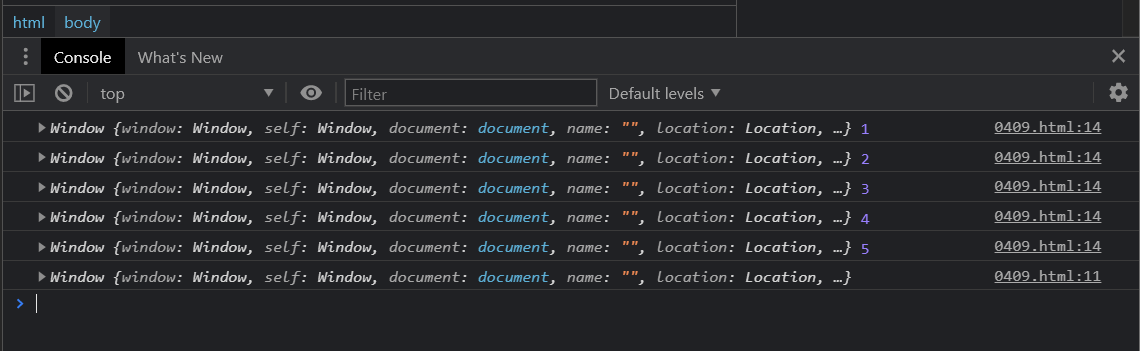 html body
Console What's New
top Filter Default levels
Window {window: Window, self: Window, document: document, name: "", location: Location, …} 1 0409.html:14
Window {window: Window, self: Window, document: document, name: "", location: Location, …} 2 0409.html:14
Window {window: Window, self: Window, document: document, name: "", location: Location, …} 3 0409.html:14
Window {window: Window, self: Window, document: document, name: "", location: Location, …} 4 0409.html:14
Window {window: Window, self: Window, document: document, name: "", location: Location, …} 5 0409.html:14
Window {window: Window, self: Window, document: document, name: "", location: Location, …} 0409.html:11